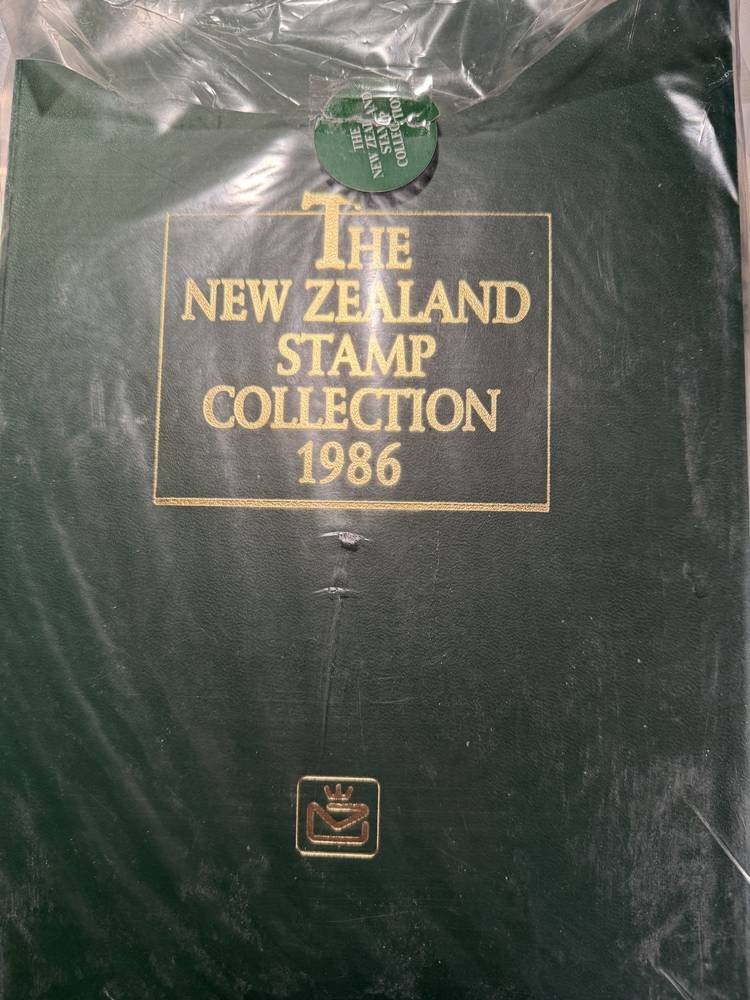 THE
NEW ZEALAND
STAMP
COLLECTION
THE
NEW ZEALAND
STAMP
COLLECTION
1986